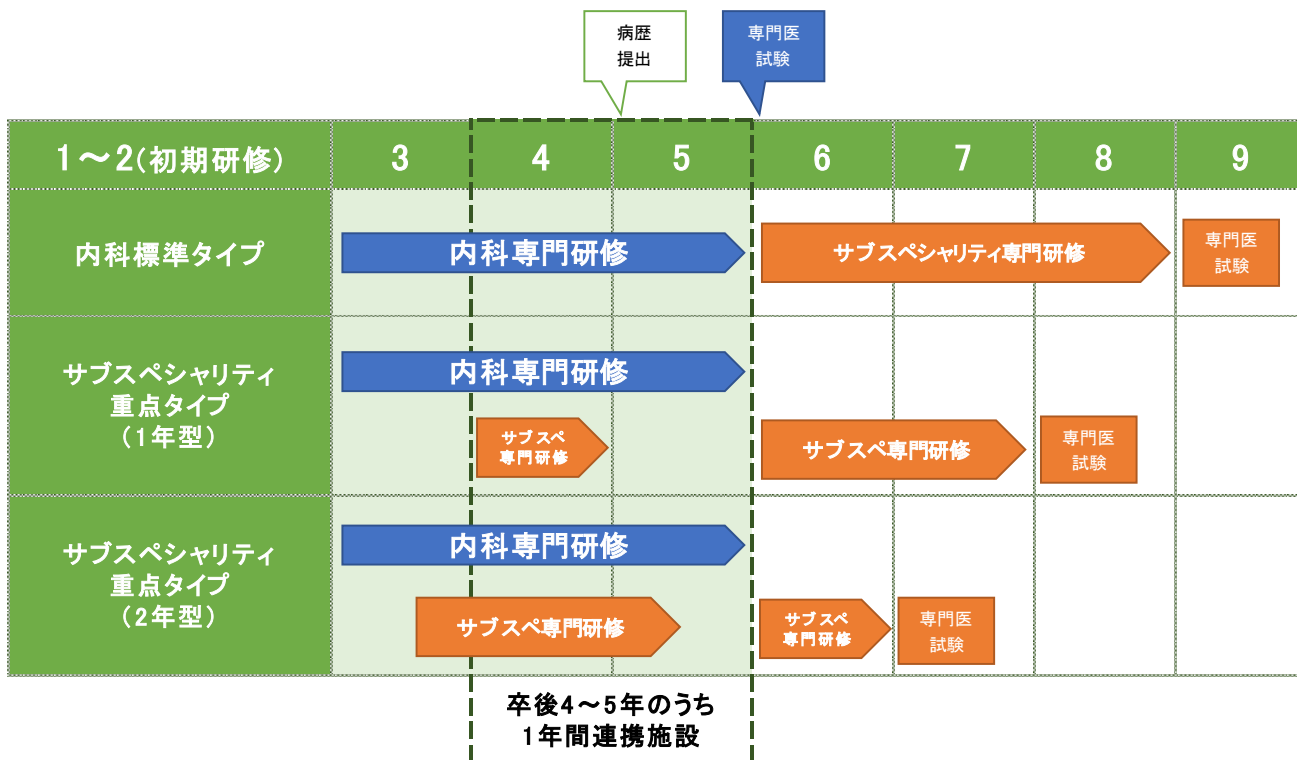 病歴
提出
専門医
試験
1～2(初期研修)
3
4
5
6
7
8
9
内科標準タイプ
内科専門研修
サブスペシャリティ専門研修
専門医
試験
サブスペシャリティ
重点タイプ
（1年型）
内科専門研修
サブスペ
専門研修
サブスペ専門研修
専門医
試験
サブスペシャリティ
重点タイプ
（2年型）
内科専門研修
サブスペ専門研修
サブスペ
専門研修
専門医
試験
卒後4～5年のうち
1年間連携施設